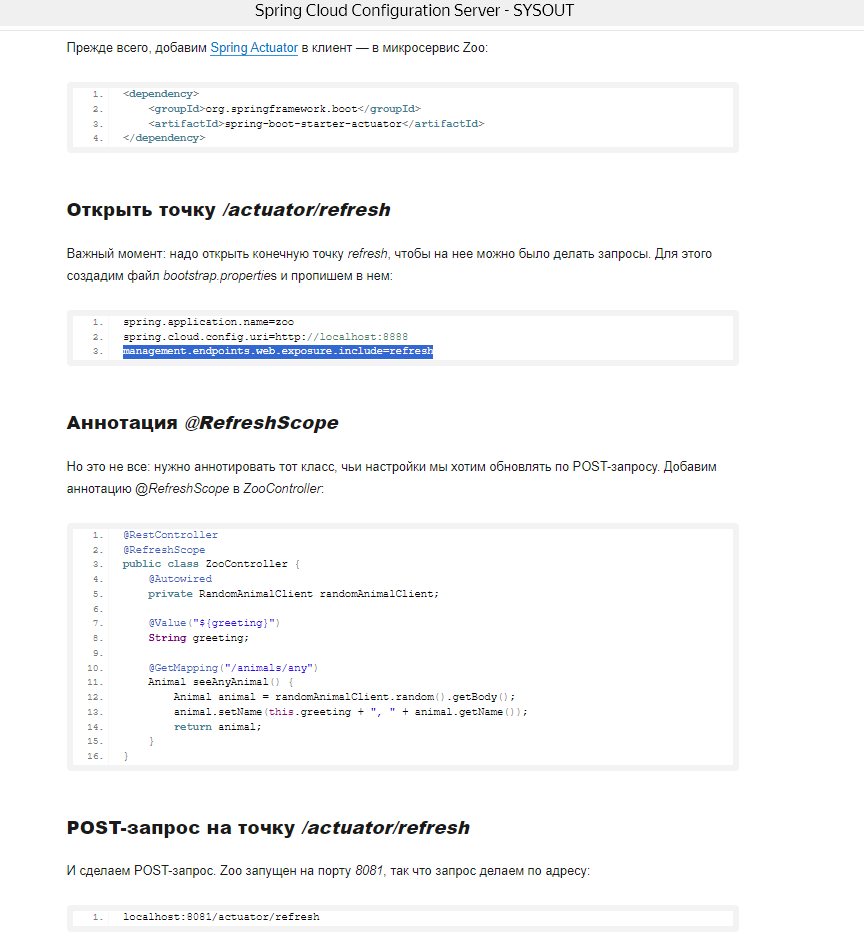 Spring Cloud Configuration Server - SYSOUT
Прежде всего, добавим Spring Actuator в клиент — в микросервис Zoo:
1. <dependency>
2.     <groupId>org.springframework.boot</groupId>
3.     <artifactId>spring-boot-starter-actuator</artifactId>
4. </dependency>
Открыть точку /actuator/refresh
Важный момент: надо открыть конечную точку refresh, чтобы на нее можно было делать запросы. Для этого
создадим файл bootstrap.properties и пропишем в нем:
1. spring.application.name=zoo
2. spring.cloud.config.uri=http://localhost:8888
3. management.endpoints.web.exposure.include=refresh
Аннотация @RefreshScope
Но это не все: нужно аннотировать тот класс, чьи настройки мы хотим обновлять по POST-запросу. Добавим
аннотацию @RefreshScope в ZooController:
1. @RestController
2. @RefreshScope
3. public class ZooController {
4.     @Autowired
5.     private RandomAnimalClient randomAnimalClient;
6.
7.     @Value("${greeting}")
8.     String greeting;
9.
10.     @GetMapping("/animals/any")
11.     Animal seeAnyAnimal() {
12.         Animal animal = randomAnimalClient.random().getBody();
13.         animal.setName(this.greeting + ", " + animal.getName());
14.         return animal;
15.     }
16. }
POST-запрос на точку /actuator/refresh
И сделаем POST-запрос. Zoo запущен на порту 8081, так что запрос делаем по адресу:
1. localhost:8081/actuator/refresh